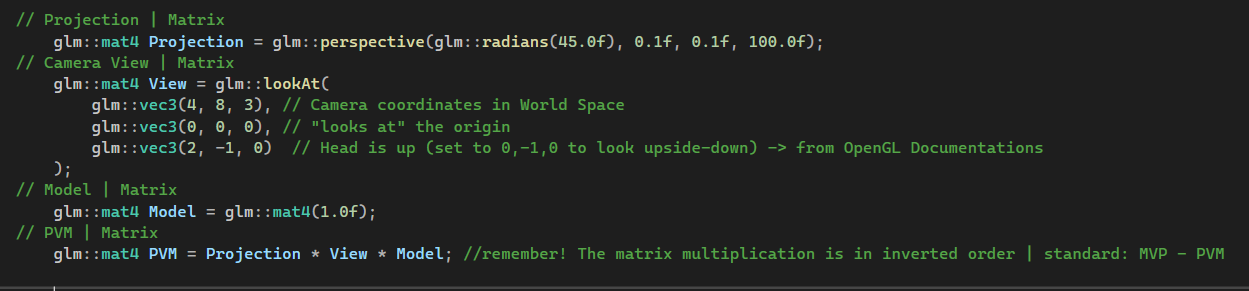 // Projection | Matrix
glm::mat4 Projection = glm::perspective(glm::radians(45.0f), 0.1f, 0.1f, 100.0f);
// Camera View | Matrix
glm::mat4 View = glm::lookAt(
glm::vec3(4, 8, 3), // Camera coordinates in World Space
glm::vec3(0, 0, 0), // "looks at" the origin
glm::vec3(2, -1, 0)  // Head is up (set to 0,-1,0 to look upside-down) -> from OpenGL Documentations
);
// Model | Matrix
glm::mat4 Model = glm::mat4(1.0f);
// PVM | Matrix
glm::mat4 PVM = Projection * View * Model; //remember! The matrix multiplication is in inverted order | standard: MVP - PVM